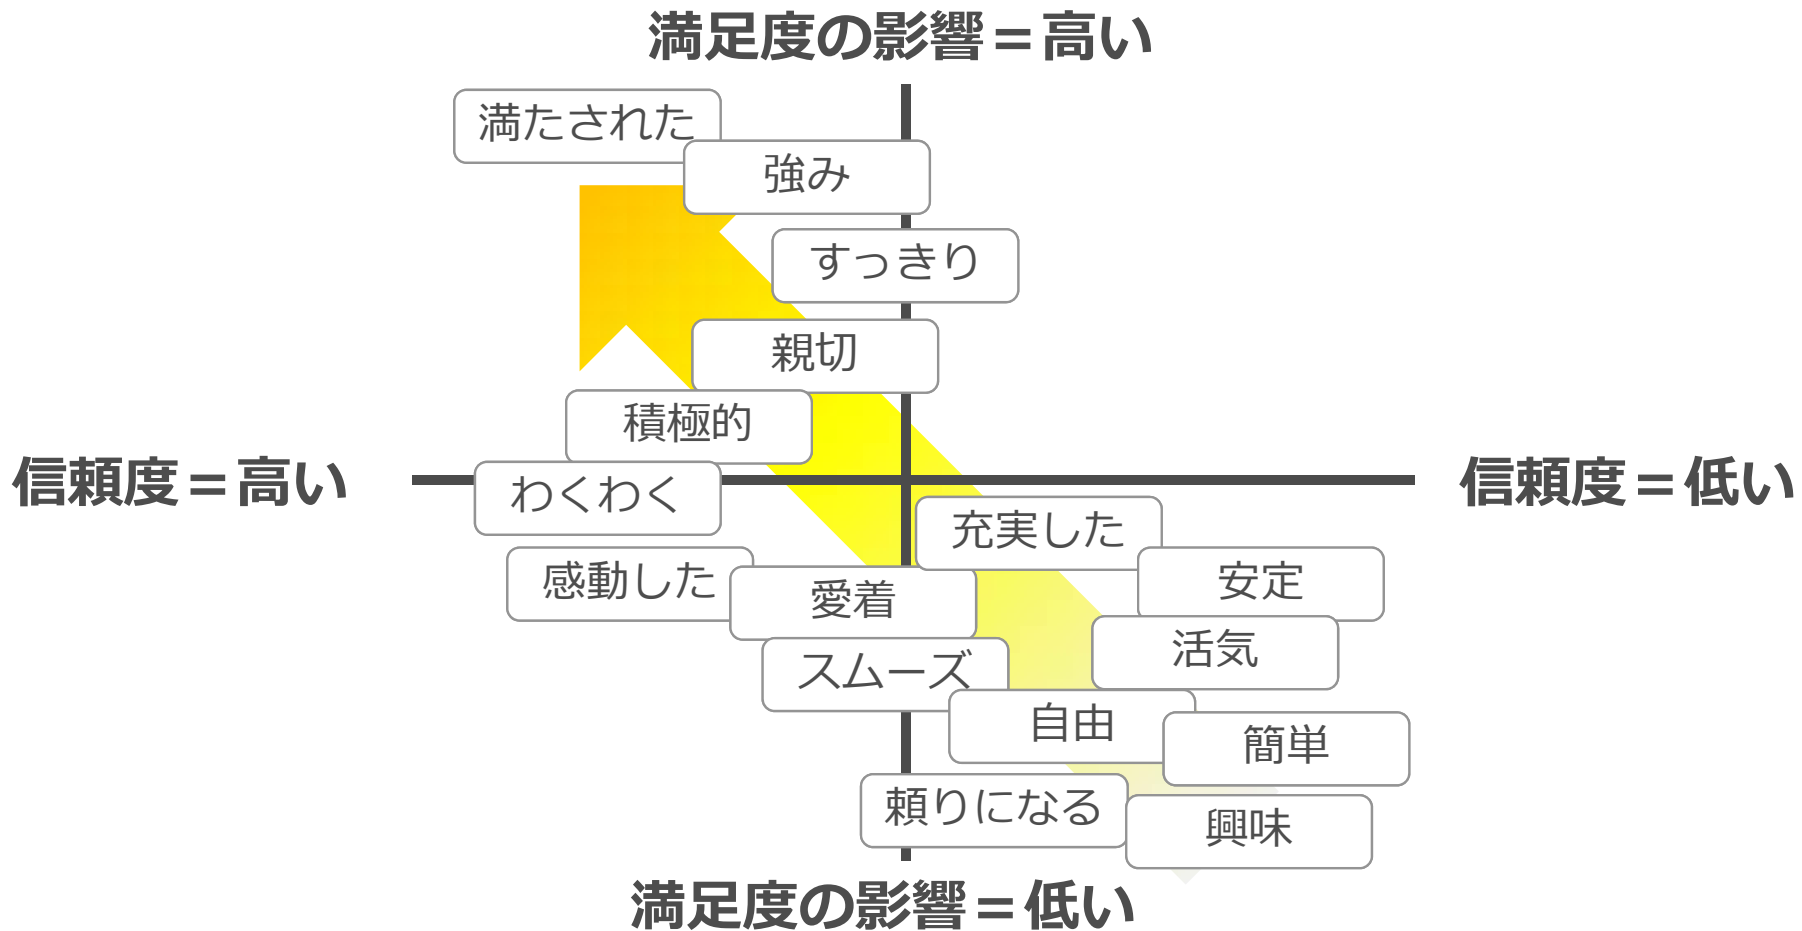 満足度の影響＝高い
満たされた
強み
すっきり
親切
積極的
信頼度＝高い
わくわく
信頼度＝低い
充実した
感動した
愛着
安定
スムーズ
活気
自由
簡単
頼りになる
興味
満足度の影響＝低い